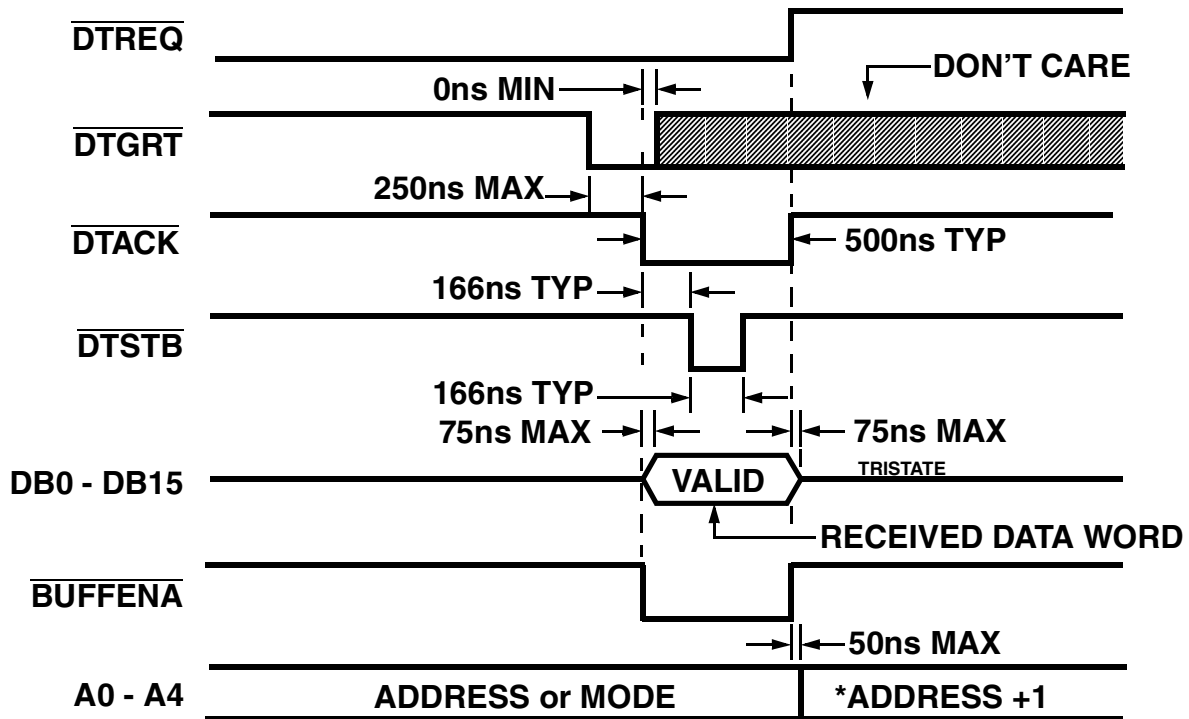 DTREQ
DON'T CARE
0ns MIN
DTGRT
250ns MAX
DTACK
500ns TYP
166ns TYP
DTSTB
166ns TYP
75ns MAX
75ns MAX
DB0 - DB15
VALID
TRISTATE
RECEIVED DATA WORD
BUFFENA
50ns MAX
A0 - A4
ADDRESS or MODE
*ADDRESS +1